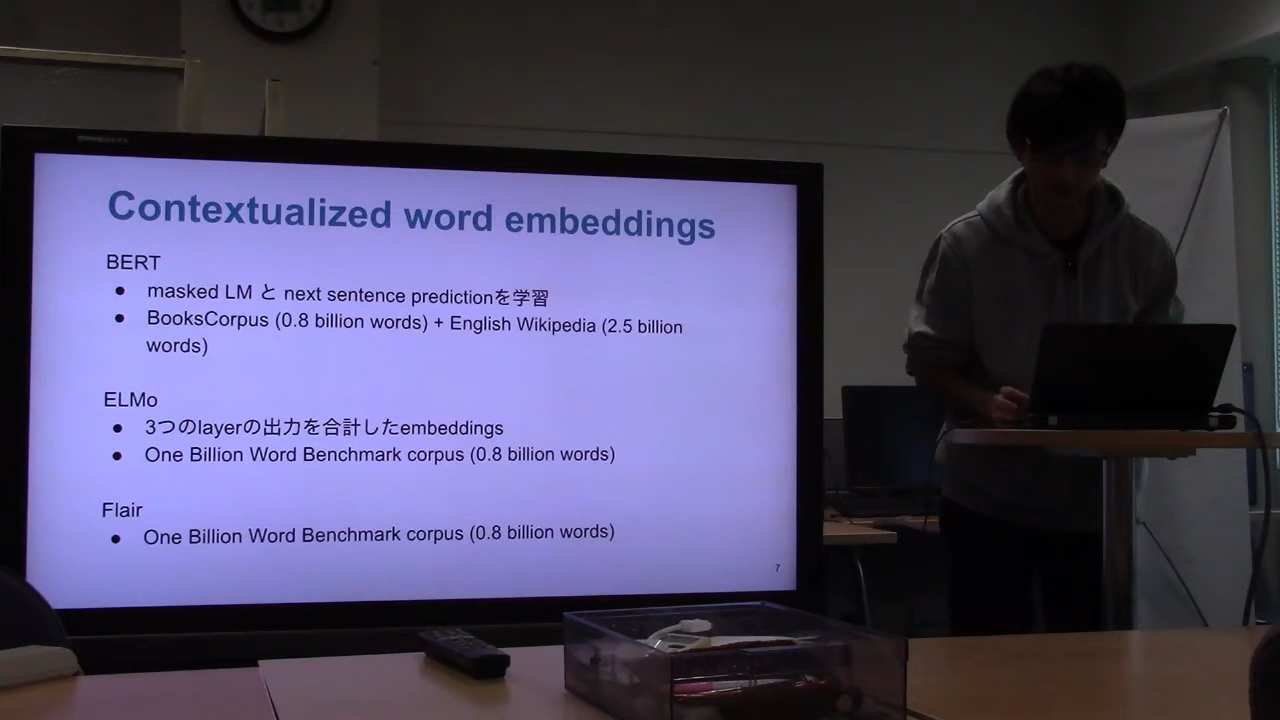 Contextualized word embeddings
BERT
● masked LM と next sentence predictionを学習
● BooksCorpus (0.8 billion words) + English Wikipedia (2.5 billion
words)
ELMo
● 3つのlayerの出力を合計したembeddings
● One Billion Word Benchmark corpus (0.8 billion words)
Flair
● One Billion Word Benchmark corpus (0.8 billion words)
7